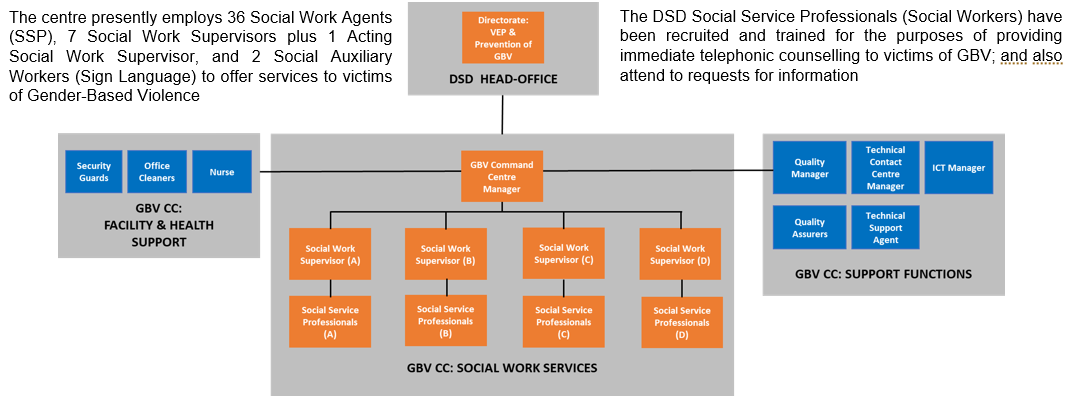 The centre presently employs 36 Social Work Agents
(SSP), 7 Social Work Supervisors plus 1 Acting
Social Work Supervisor, and 2 Social Auxiliary
Workers (Sign Language) to offer services to victims
of Gender-Based Violence
Directorate:
VEP &
Prevention of
GBV
DSD HEAD-OFFICE
The DSD Social Service Professionals (Social Workers) have
been recruited and trained for the purposes of providing
immediate telephonic counselling to victims of GBV; and also
attend to requests for information
Security
Guards
Office
Cleaners
Nurse
GBV CC:
FACILITY & HEALTH
SUPPORT
GBV Command
Centre
Manager
Social Work
Supervisor (A)
Social Work
Supervisor (B)
Social Work
Supervisor (C)
Social Work
Supervisor (D)
Social Service
Professionals
(A)
Social Service
Professionals
(B)
Social Service
Professionals
(C)
Social Service
Professionals
(D)
GBV CC: SOCIAL WORK SERVICES
Quality
Manager
Technical
Contact
Centre
Manager
ICT Manager
Quality
Assurers
Technical
Support
Agent
GBV CC: SUPPORT FUNCTIONS